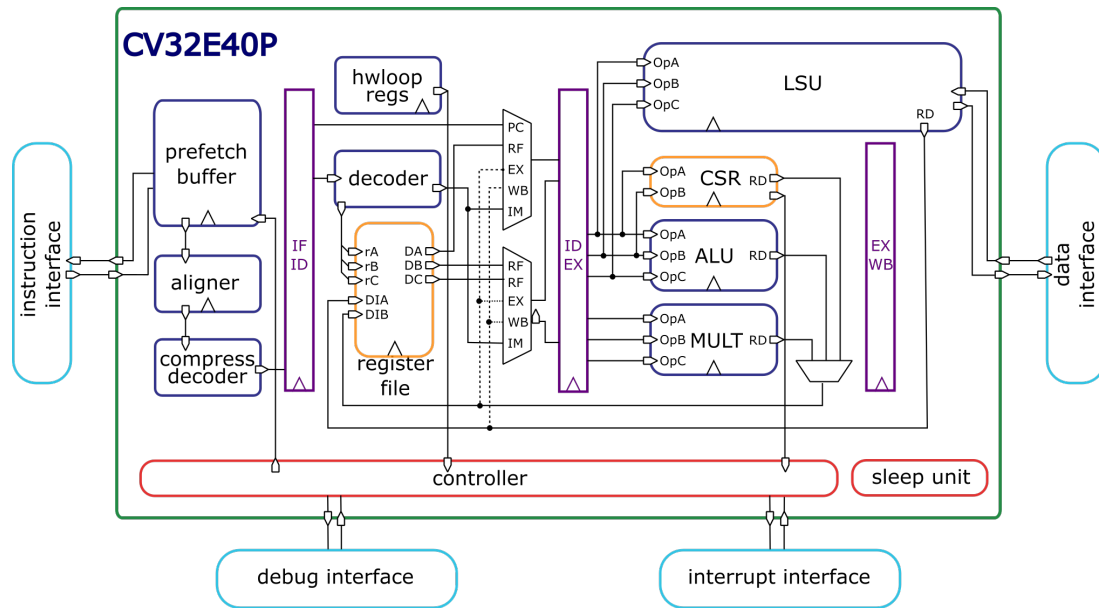 CV32E40P
instruction
interface
prefetch
buffer
aligner
compress
decoder
IF
ID
hwloop
regs
decoder
rA
rB
rC
DIA
DIB
DA
DB
DC
register
file
PC
RF
EX
WB
IM
RF
RF
EX
WB
IM
ID
EX
OpA
OpB
OpC
LSU
RD
OpA
OpB
CSR
RD
OpA
OpB
OpC
ALU
RD
OpA
OpB
OpC
MULT
RD
EX
WB
data
interface
controller
sleep unit
debug interface
interrupt interface